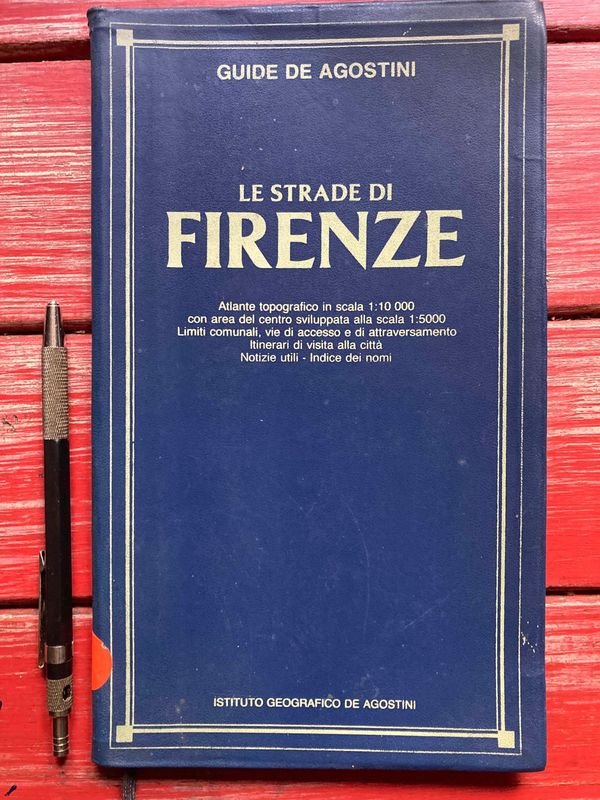 GUIDE DE AGOSTINI
LE STRADE DI
FIRENZE
Atlante topografico in scala 1:10 000
con area del centro sviluppata alla scala 1:5000
Limiti comunali, vie di accesso e di attraversamento
Itinerari di visita alla città
Notizie utili - Indice dei nomi
ISTITUTO GEOGRAFICO DE AGOSTINI